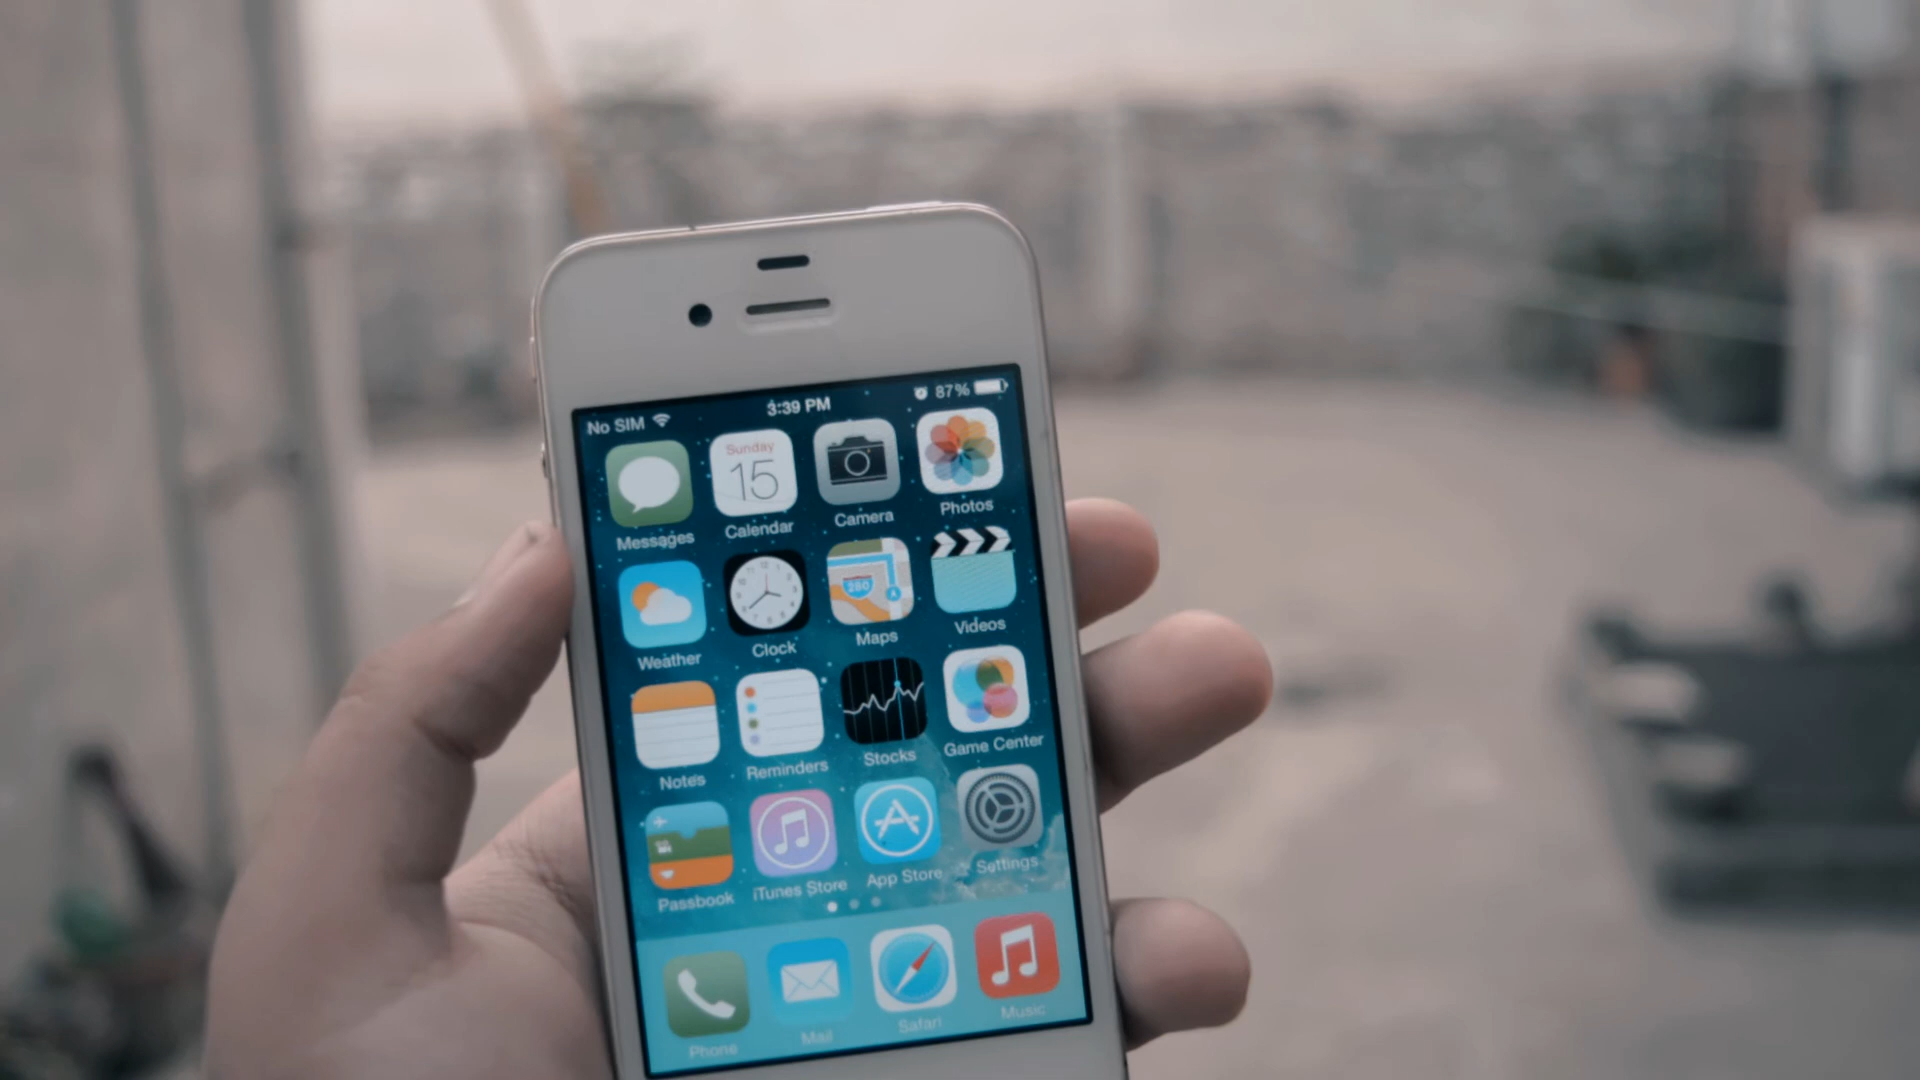 No SIM 3:39 PM 87%
Sunday
15
Messages Calendar Camera Photos
280
Weather Clock Maps Videos
Notes Reminders Stocks Game Center
Passbook iTunes Store App Store Settings
Phone Mail Safari Music